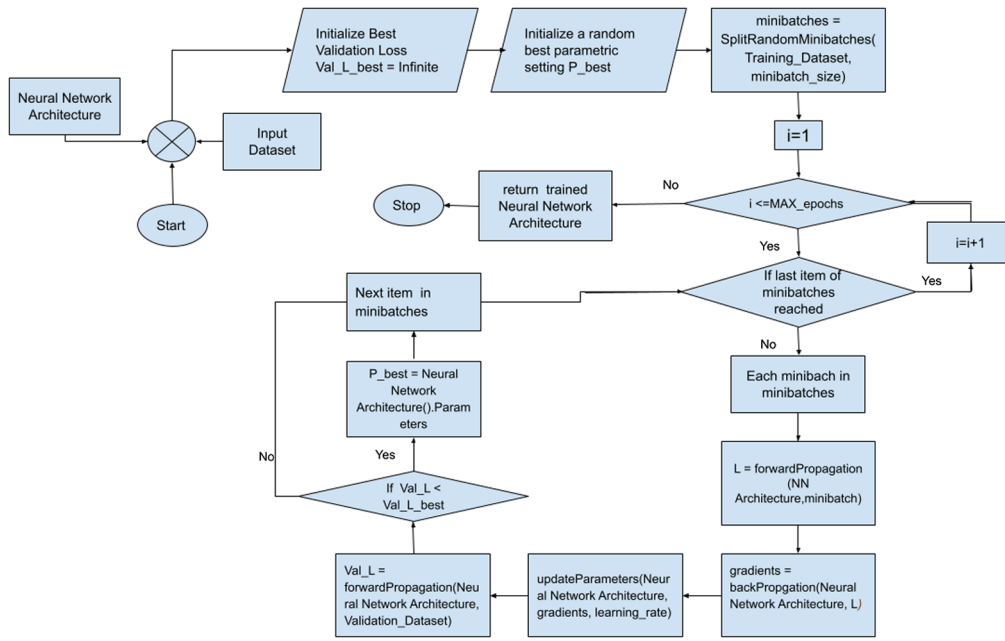 Initialize Best
Validation Loss
Val_L_best = Infinite
Initialize a random
best parametric
setting P_best
minibatches =
SplitRandomMinibatches(
Training_Dataset,
minibatch_size)
Neural Network
Architecture
Input
Dataset
Start
i=1
i <=MAX_epochs
No
return trained
Neural Network
Architecture
Stop
Yes
i=i+1
If last item of
minibatches
reached
Yes
No
Each minibach in
minibatches
L = forwardPropagation
(NN
Architecture,minibatch)
gradients =
backPropgation(Neural
Network Architecture, L)
updateParameters(Neur
al Network Architecture,
gradients, learning_rate)
Val_L =
forwardPropagation(Neu
ral Network Architecture,
Validation_Dataset)
If Val_L <
Val_L_best
No
Yes
P_best = Neural
Network
Architecture().Param
eters
Next item in
minibatches